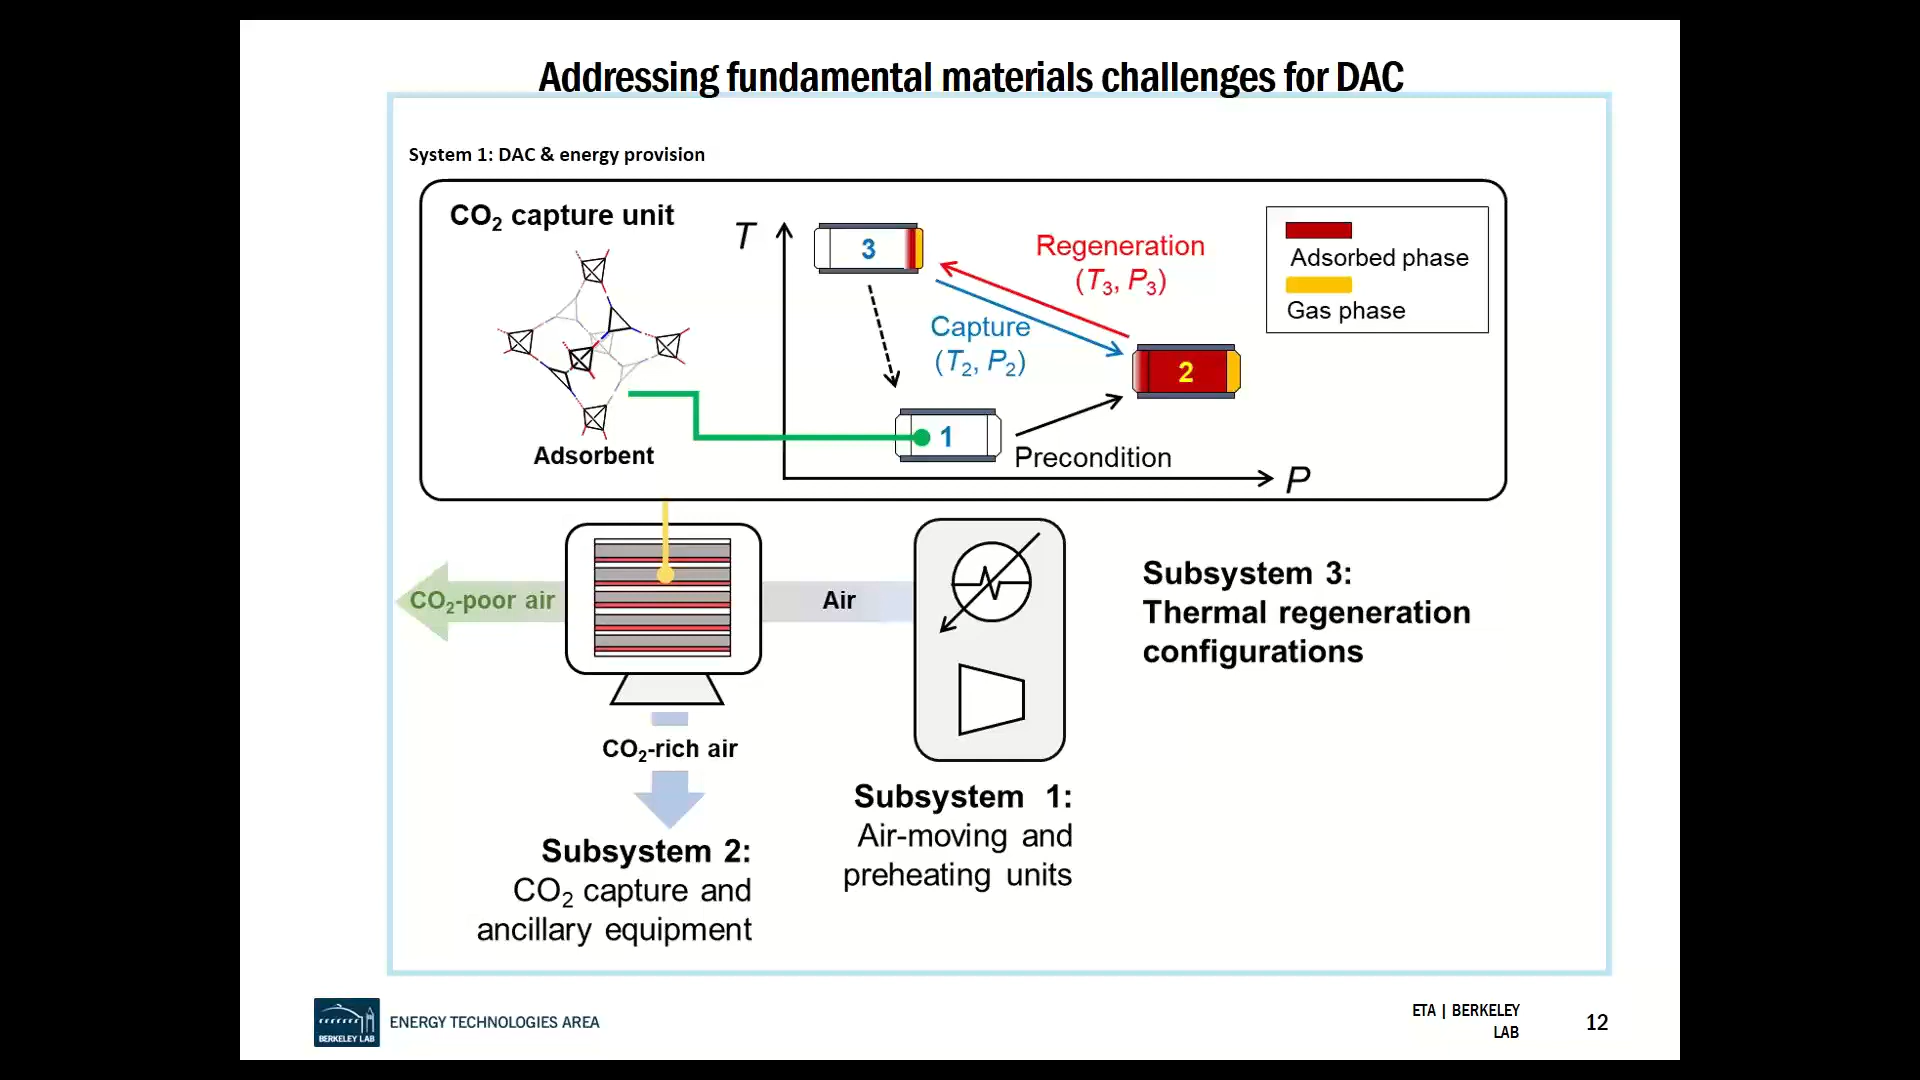 Addressing fundamental materials challenges for DAC
System 1: DAC & energy provision
CO₂ capture unit
Adsorbent
T
3
Regeneration
(T₃, P₃)
Capture
(T₂, P₂)
2
1
Precondition
P
Adsorbed phase
Gas phase
CO₂-poor air
Air
CO₂-rich air
Subsystem 3:
Thermal regeneration
configurations
Subsystem 1:
Air-moving and
preheating units
Subsystem 2:
CO₂ capture and
ancillary equipment
BERKELEY LAB
ENERGY TECHNOLOGIES AREA
ETA | BERKELEY
LAB
12